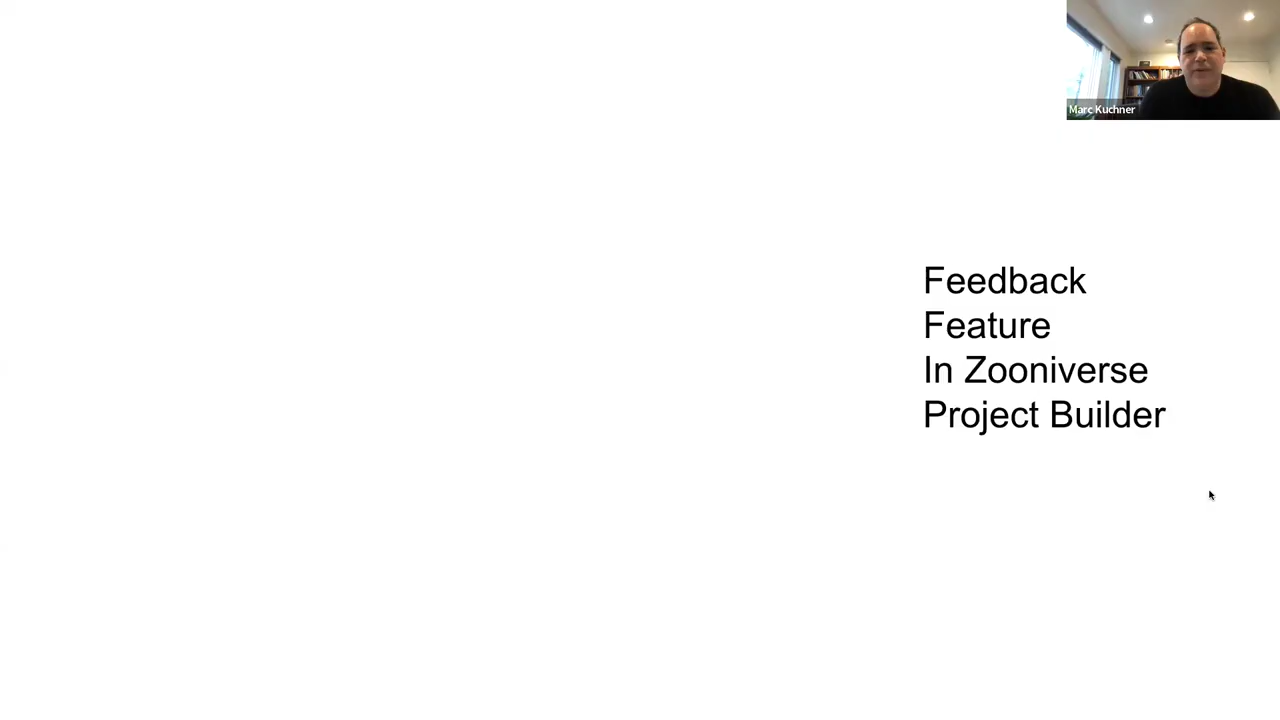 Marc Kuchner
Feedback
Feature
In Zooniverse
Project Builder